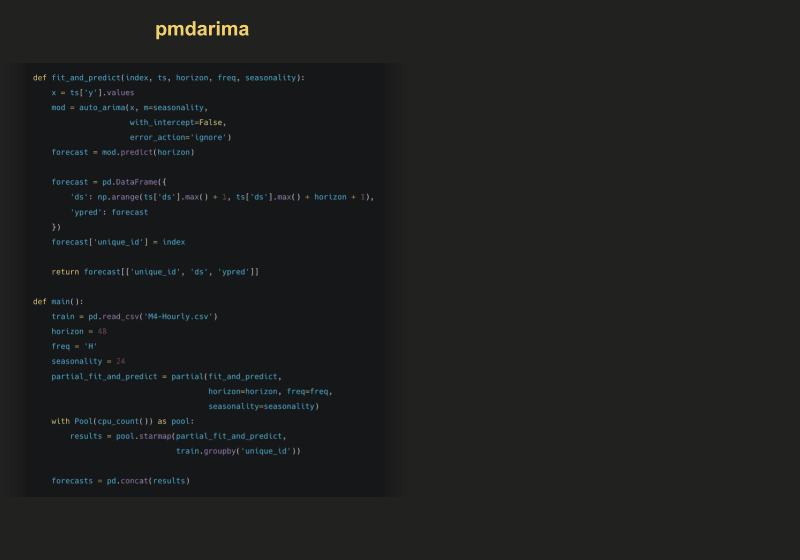 pmdarima
def fit_and_predict(index, ts, horizon, freq, seasonality):
    x = ts['y'].values
    mod = auto_arima(x, m=seasonality,
                     with_intercept=False,
                     error_action='ignore')
    forecast = mod.predict(horizon)
    forecast = pd.DataFrame({
        'ds': np.arange(ts['ds'].max() + 1, ts['ds'].max() + horizon + 1),
        'ypred': forecast
    })
    forecast['unique_id'] = index
    return forecast[['unique_id', 'ds', 'ypred']]
def main():
    train = pd.read_csv('M4-Hourly.csv')
    horizon = 48
    freq = 'H'
    seasonality = 24
    partial_fit_and_predict = partial(fit_and_predict,
                                      horizon=horizon, freq=freq,
                                      seasonality=seasonality)
    with Pool(cpu_count()) as pool:
        results = pool.starmap(partial_fit_and_predict,
                               train.groupby('unique_id'))
    forecasts = pd.concat(results)